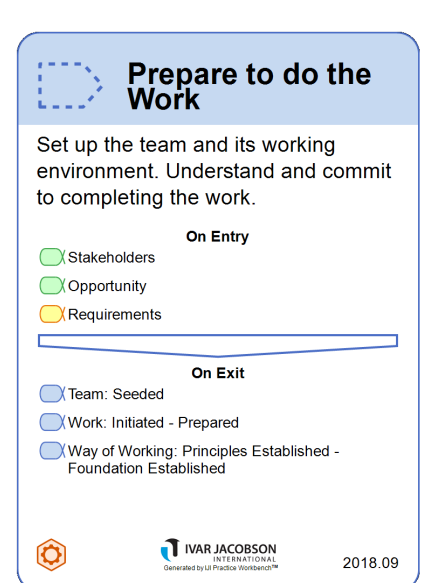 Prepare to do the
Work
Set up the team and its working
environment. Understand and commit
to completing the work.
On Entry
Stakeholders
Opportunity
Requirements
On Exit
Team: Seeded
Work: Initiated - Prepared
Way of Working: Principles Established -
Foundation Established
IVAR JACOBSON
INTERNATIONAL
Generated by IJI Practice Workbench™
2018.09